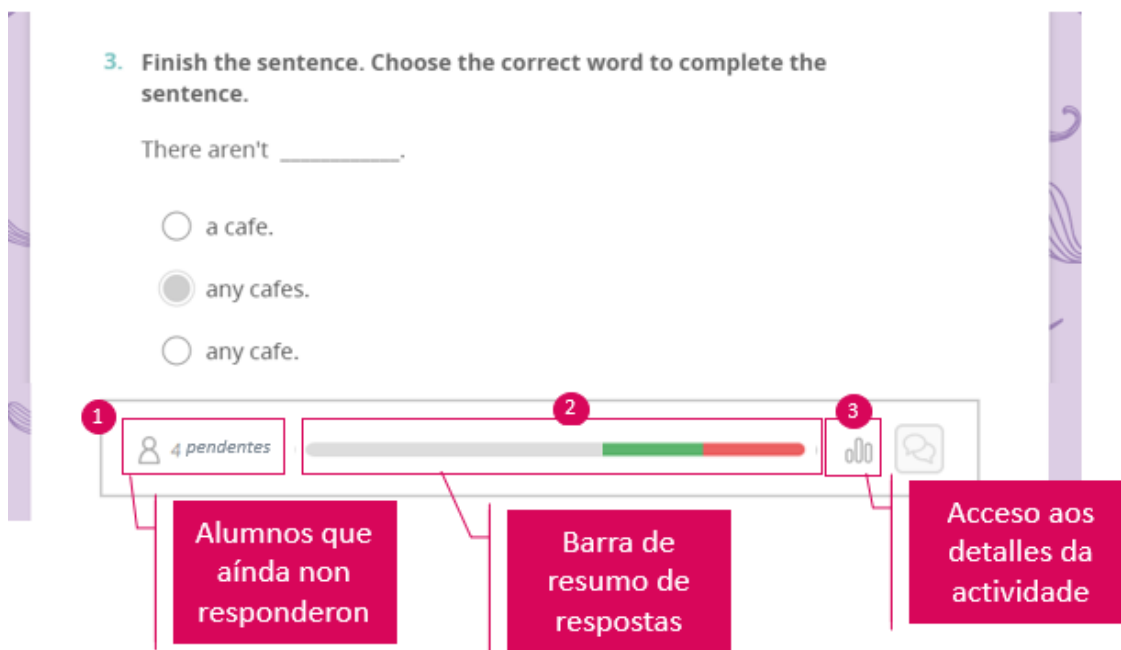 3. Finish the sentence. Choose the correct word to complete the
sentence.
There aren't __________.
a cafe.
any cafes.
any cafe.
1
2
3
4 pendentes
Alumnos que
aínda non
responderon
Barra de
resumo de
respostas
Acceso aos
detalles da
actividade